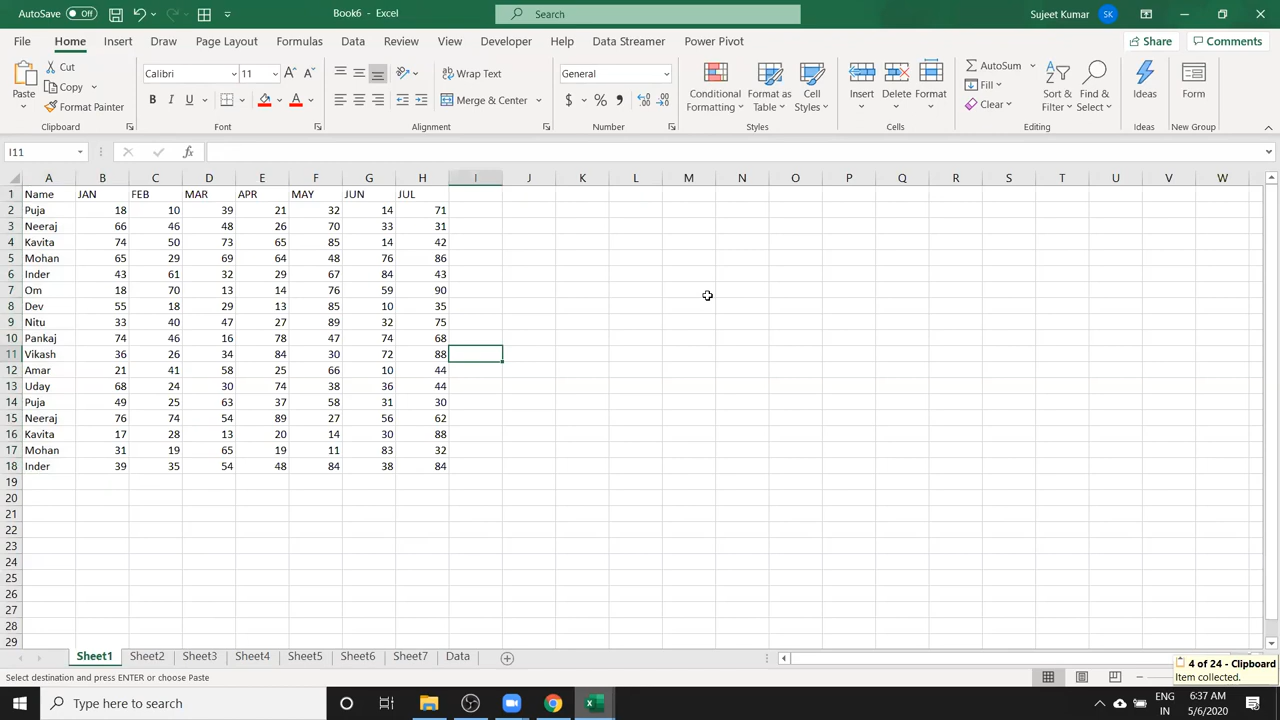 AutoSave Off Book6 - Excel Search Sujeet Kumar SK
File Home Insert Draw Page Layout Formulas Data Review View Developer Help Data Streamer Power Pivot Share Comments
Paste Cut Copy Format Painter
Calibri 11
B I U A
Wrap Text
Merge & Center
General
$ % ,
Conditional Formatting
Format as Table
Cell Styles
Insert Delete Format
AutoSum Fill Clear
Sort & Filter
Find & Select
Ideas
Form
Clipboard Font Alignment Number Styles Cells Editing Ideas New Group
I11 fx
A B C D E F G H I J K L M N O P Q R S T U V W
1 Name JAN FEB MAR APR MAY JUN JUL
2 Puja 18 10 39 21 32 14 71
3 Neeraj 66 46 48 26 70 33 31
4 Kavita 74 50 73 65 85 14 42
5 Mohan 65 29 69 64 48 76 86
6 Inder 43 61 32 29 67 84 43
7 Om 18 70 13 14 76 59 90
8 Dev 55 18 29 13 85 10 35
9 Nitu 33 40 47 27 89 32 75
10 Pankaj 74 46 16 78 47 74 68
11 Vikash 36 26 34 84 30 72 88
12 Amar 21 41 58 25 66 10 44
13 Uday 68 24 30 74 38 36 44
14 Puja 49 25 63 37 58 31 30
15 Neeraj 76 74 54 89 27 56 62
16 Kavita 17 28 13 20 14 30 88
17 Mohan 31 19 65 19 11 83 32
18 Inder 39 35 54 48 84 38 84
19
20
21
22
23
24
25
26
27
28
29
Sheet1 Sheet2 Sheet3 Sheet4 Sheet5 Sheet6 Sheet7 Data
Select destination and press ENTER or choose Paste
4 of 24 - Clipboard
Item collected.
Type here to search
ENG
IN
6:37 AM
5/6/2020